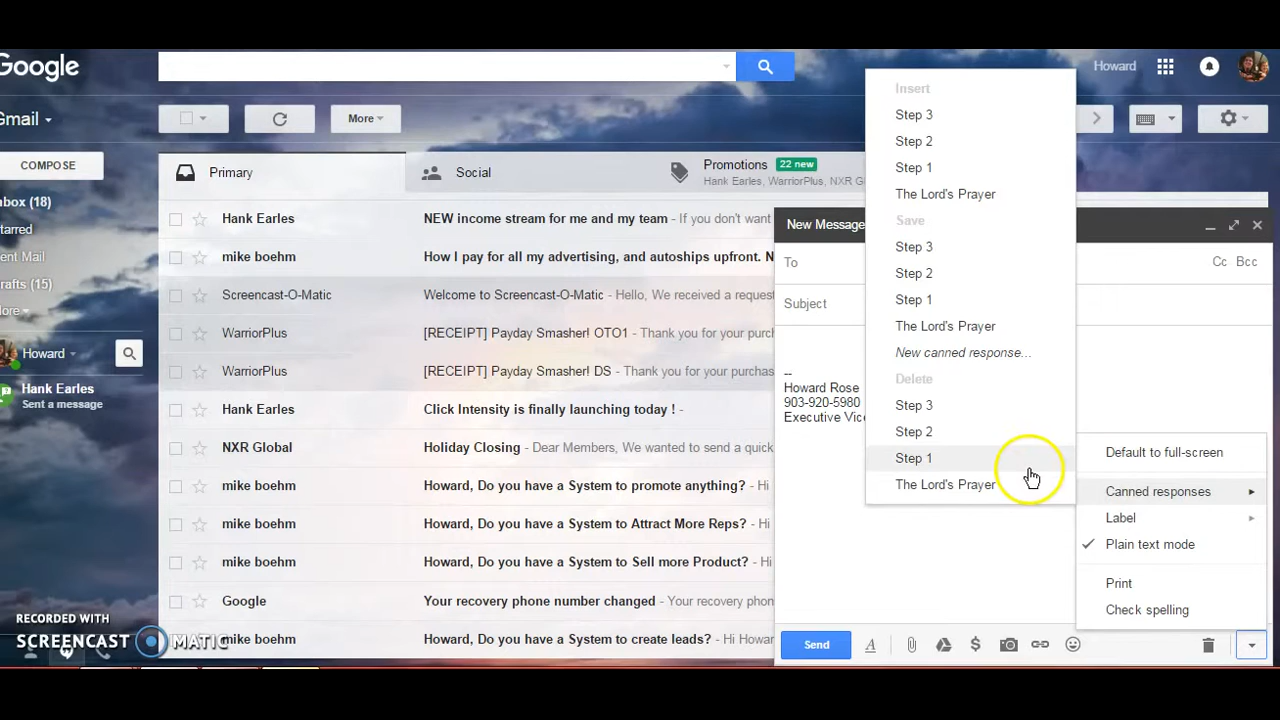 Google
Howard
Gmail
More
COMPOSE
Primary
Social
Promotions 22 new
Hank Earles, WarriorPlus, NXR G
Inbox (18)
Starred
Sent Mail
Drafts (15)
More
Howard
Hank Earles
Sent a message
Hank Earles NEW income stream for me and my team - If you don't want
mike boehm How I pay for all my advertising, and autoships upfront. N
Screencast-O-Matic Welcome to Screencast-O-Matic - Hello, We received a request
WarriorPlus [RECEIPT] Payday Smasher! OTO1 - Thank you for your purchas
WarriorPlus [RECEIPT] Payday Smasher! DS - Thank you for your purchas
Hank Earles Click Intensity is finally launching today ! -
NXR Global Holiday Closing - Dear Members, We wanted to send a quick
mike boehm Howard, Do you have a System to promote anything? - Hi
mike boehm Howard, Do you have a System to Attract More Reps? - Hi
mike boehm Howard, Do you have a System to Sell more Product? - Hi
Google Your recovery phone number changed - Your recovery phone
mike boehm Howard, Do you have a System to create leads? - Hi Howar
New Message
To
Cc Bcc
Subject
--
Howard Rose
903-920-5980
Executive Vice
Send
Insert
Step 3
Step 2
Step 1
The Lord's Prayer
Save
Step 3
Step 2
Step 1
The Lord's Prayer
New canned response...
Delete
Step 3
Step 2
Step 1
The Lord's Prayer
Default to full-screen
Canned responses
Label
Plain text mode
Print
Check spelling
RECORDED WITH
SCREENCAST MATIC